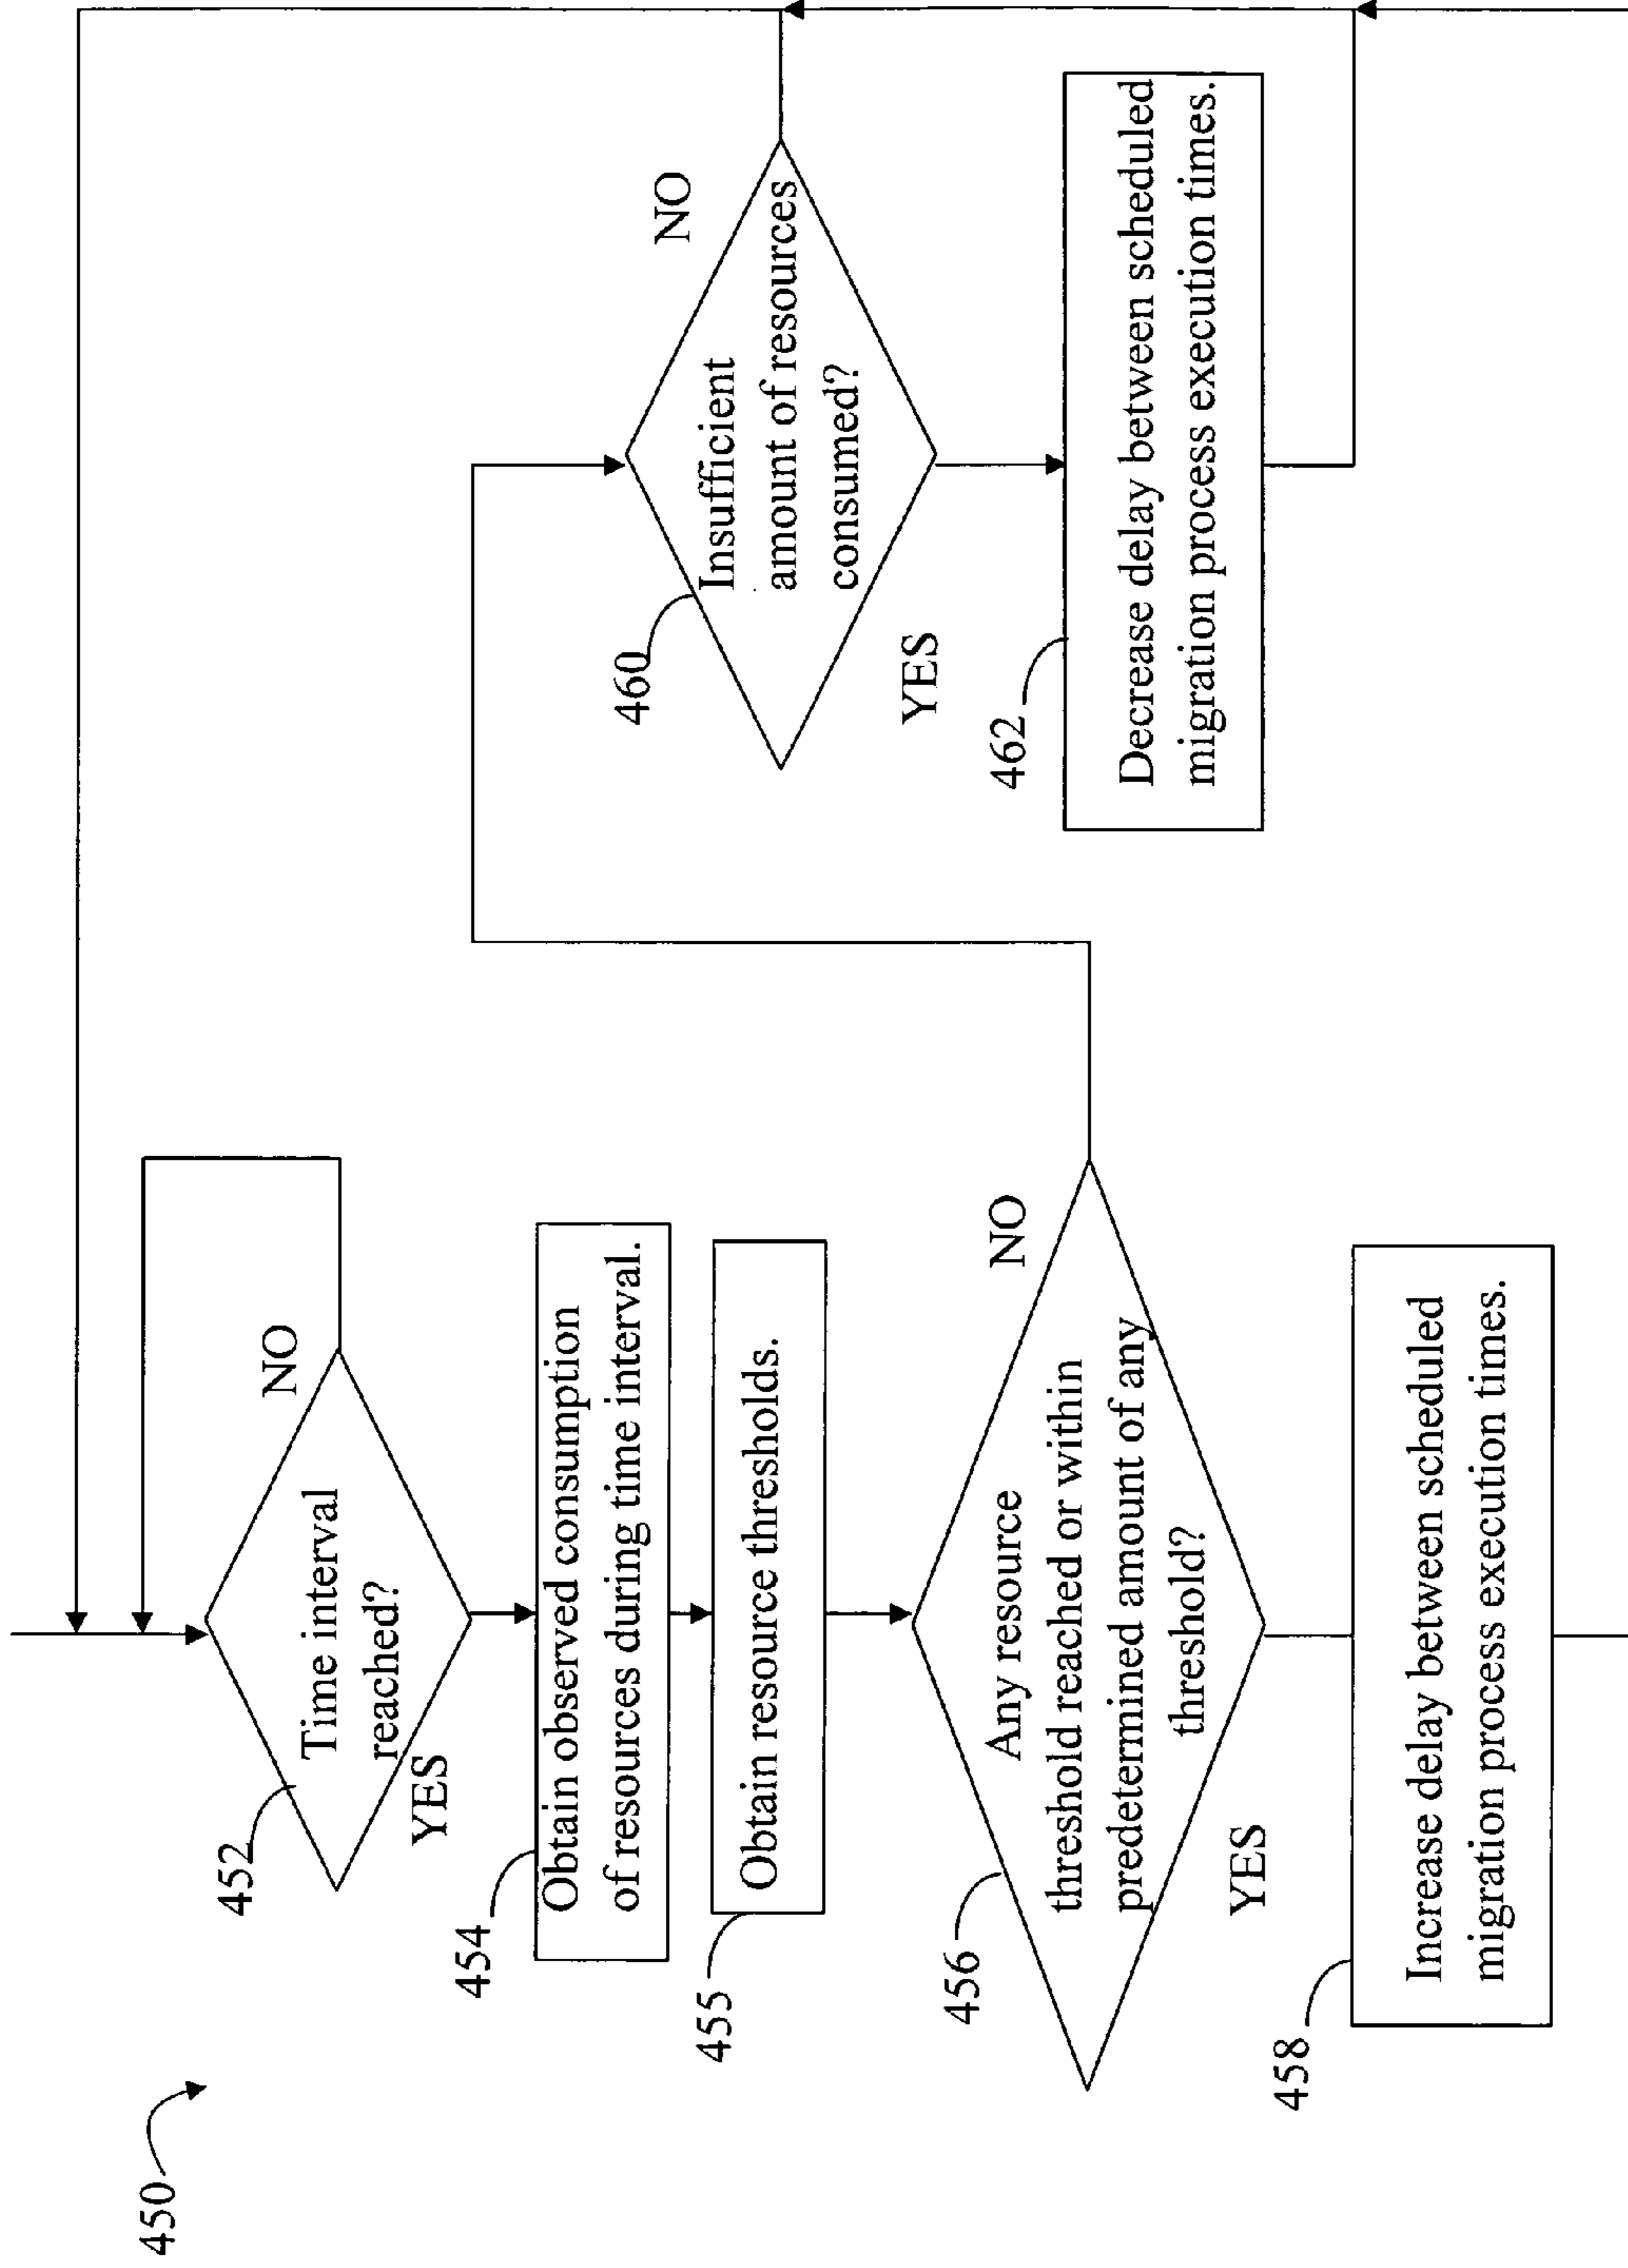 450
452
Time interval
reached?
NO
YES
454
Obtain observed consumption
of resources during time interval.
455
Obtain resource thresholds.
456
Any resource
threshold reached or within
predetermined amount of any
threshold?
NO
YES
458
Increase delay between scheduled
migration process execution times.
460
Insufficient
amount of resources
consumed?
NO
YES
462
Decrease delay between scheduled
migration process execution times.